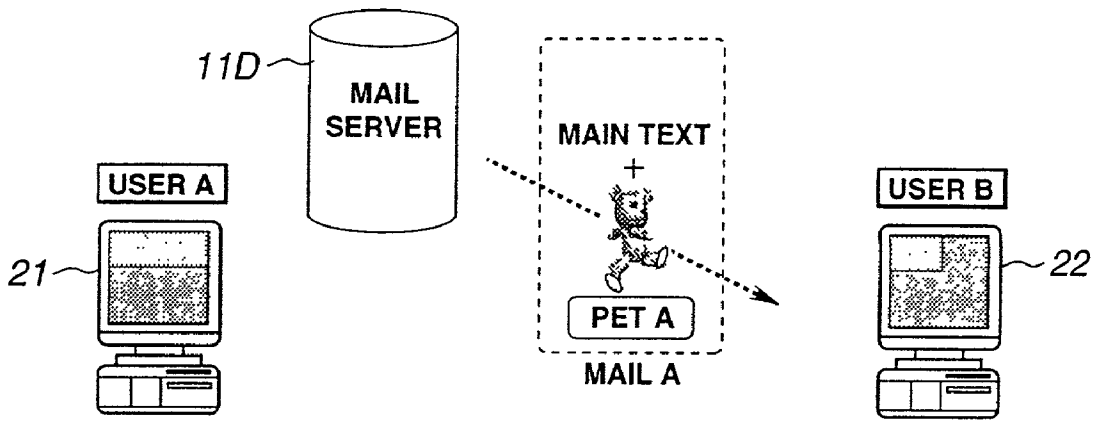 11D
MAIL
SERVER
MAIN TEXT
+
USER A
USER B
21
22
PET A
MAIL A